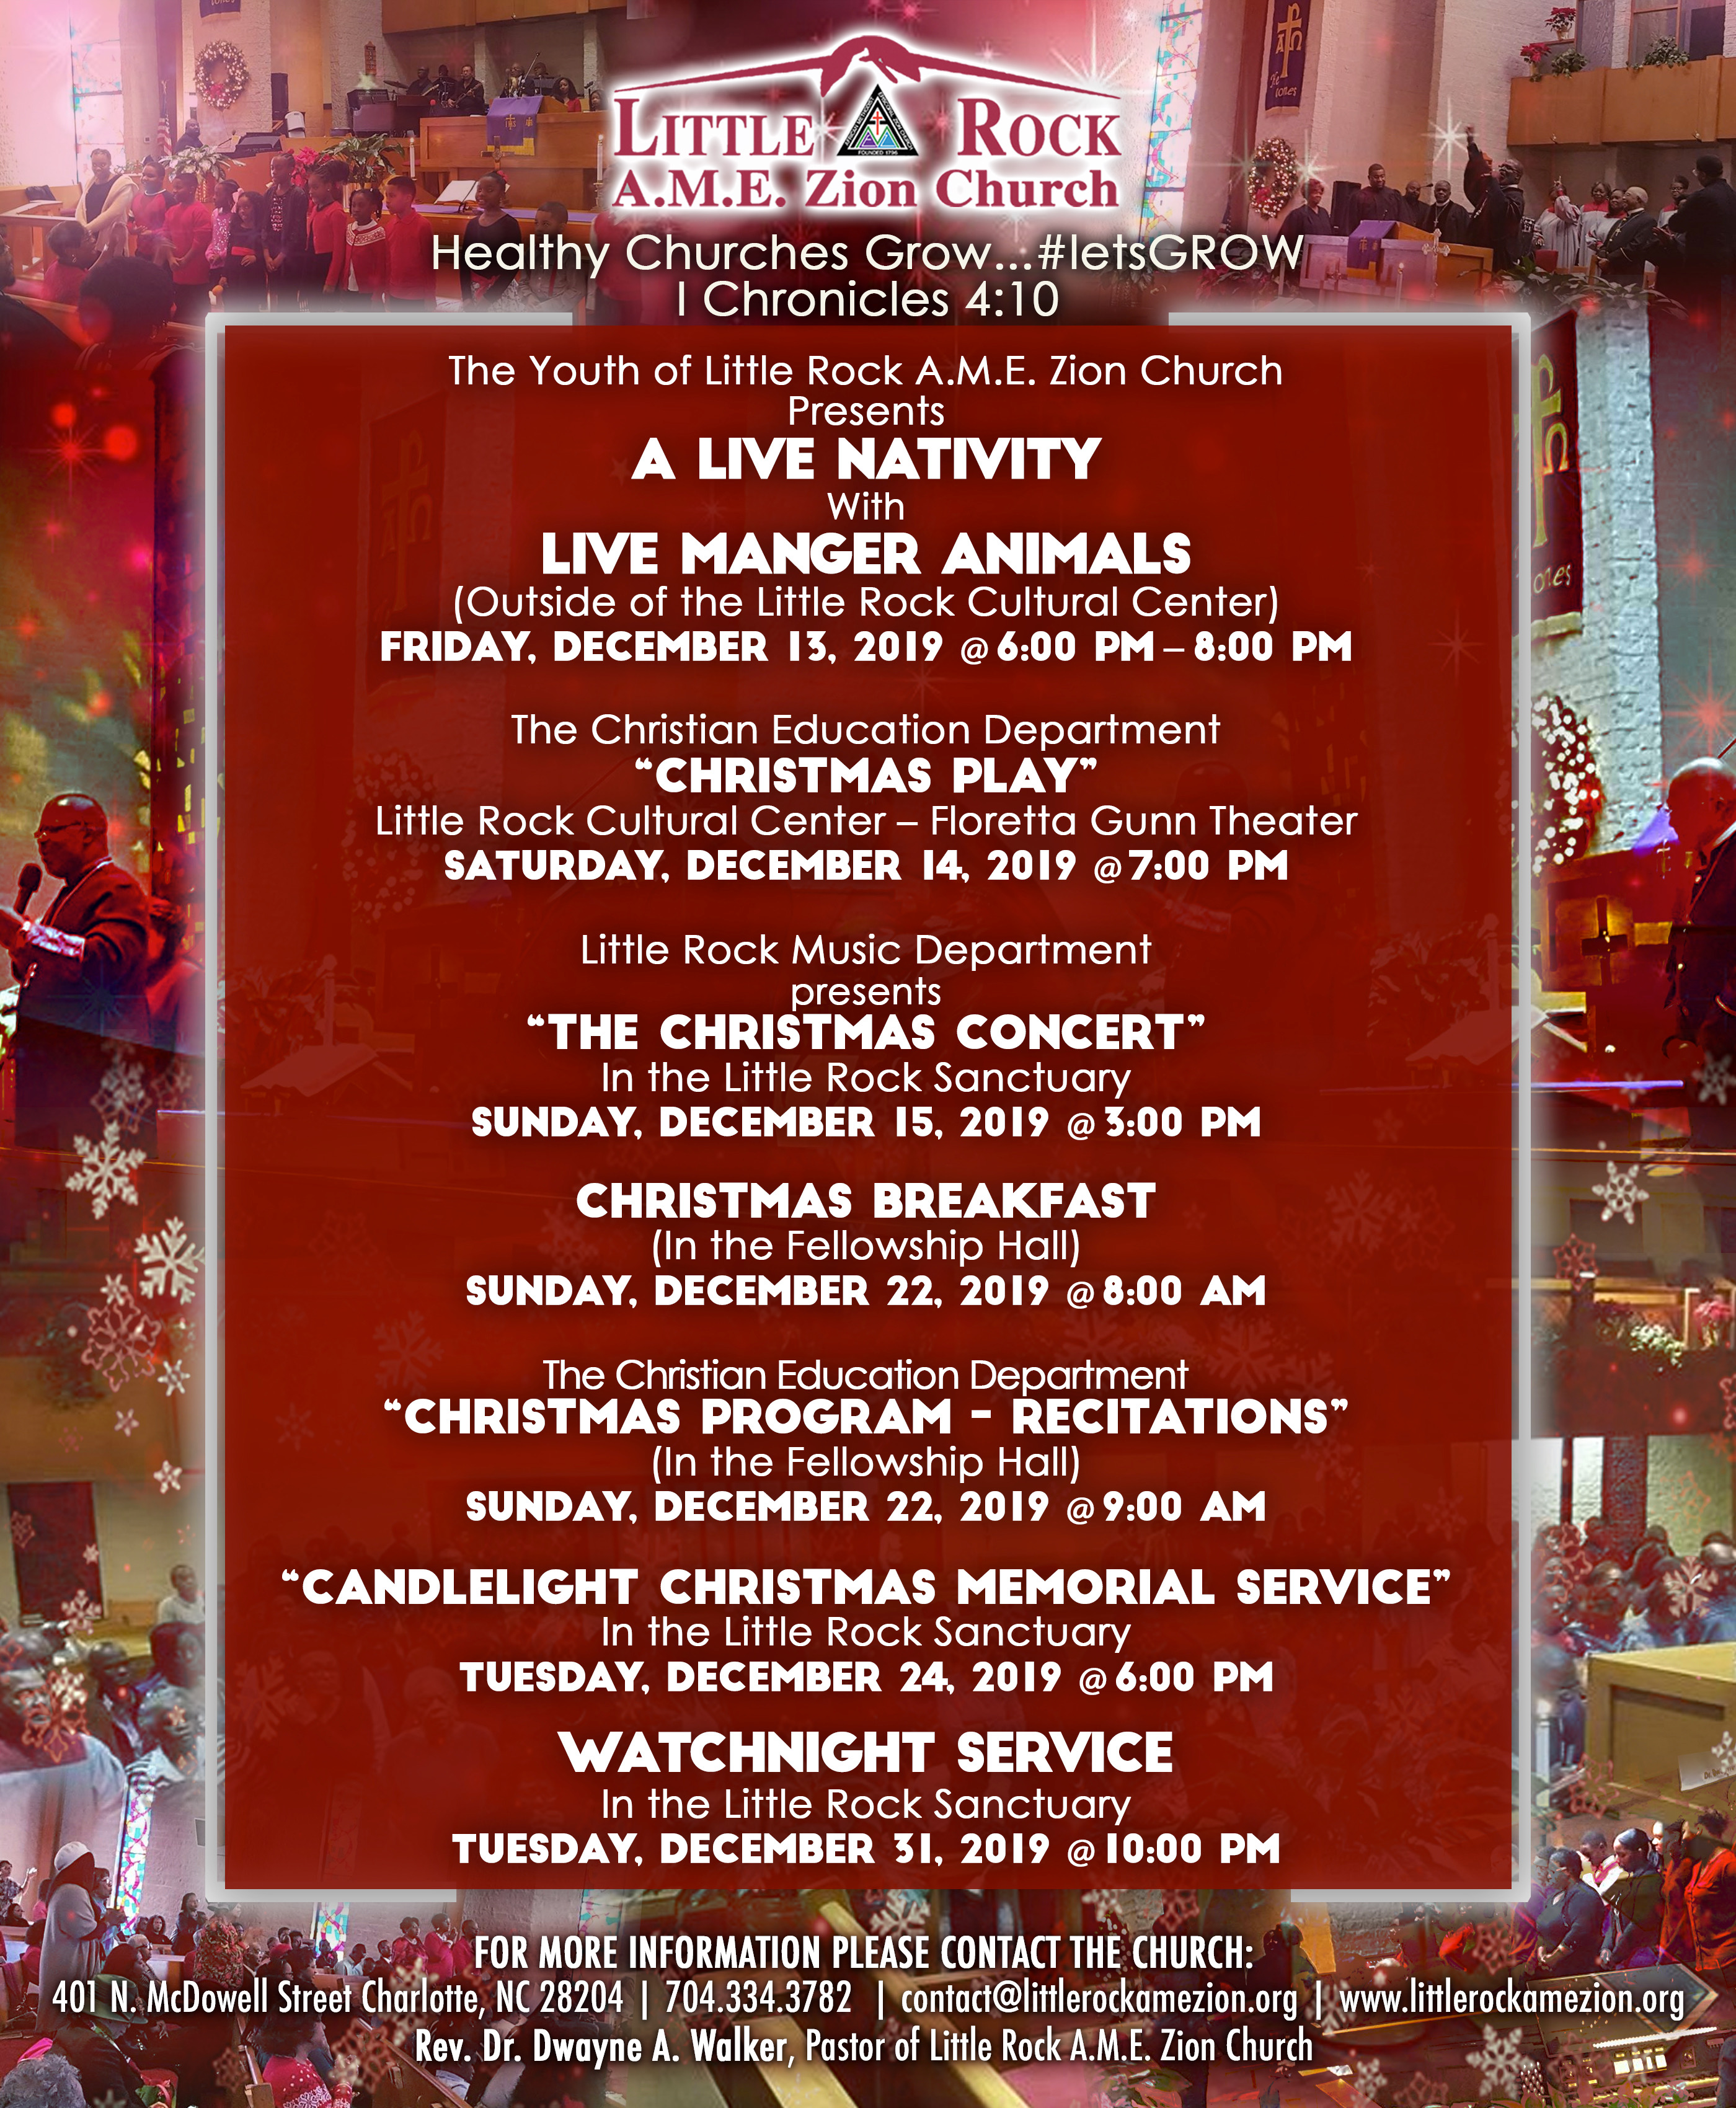 LITTLE ROCK
A.M.E. Zion Church
Healthy Churches Grow...#letsGROW
I Chronicles 4:10
The Youth of Little Rock A.M.E. Zion Church
Presents
A LIVE NATIVITY
With
LIVE MANGER ANIMALS
(Outside of the Little Rock Cultural Center)
FRIDAY, DECEMBER 13, 2019 @ 6:00 PM – 8:00 PM
The Christian Education Department
“CHRISTMAS PLAY”
Little Rock Cultural Center – Floretta Gunn Theater
SATURDAY, DECEMBER 14, 2019 @ 7:00 PM
Little Rock Music Department
presents
“THE CHRISTMAS CONCERT”
In the Little Rock Sanctuary
SUNDAY, DECEMBER 15, 2019 @ 3:00 PM
CHRISTMAS BREAKFAST
(In the Fellowship Hall)
SUNDAY, DECEMBER 22, 2019 @ 8:00 AM
The Christian Education Department
“CHRISTMAS PROGRAM - RECITATIONS”
(In the Fellowship Hall)
SUNDAY, DECEMBER 22, 2019 @ 9:00 AM
“CANDLELIGHT CHRISTMAS MEMORIAL SERVICE”
In the Little Rock Sanctuary
TUESDAY, DECEMBER 24, 2019 @ 6:00 PM
WATCHNIGHT SERVICE
In the Little Rock Sanctuary
TUESDAY, DECEMBER 31, 2019 @ 10:00 PM
FOR MORE INFORMATION PLEASE CONTACT THE CHURCH:
401 N. McDowell Street Charlotte, NC 28204 | 704.334.3782 | contact@littlerockamezion.org | www.littlerockamezion.org
Rev. Dr. Dwayne A. Walker, Pastor of Little Rock A.M.E. Zion Church